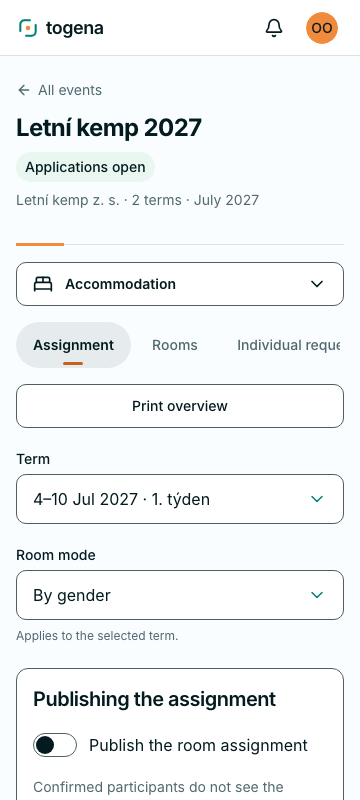 togena
OO
All events
Letní kemp 2027
Applications open
Letní kemp z. s. · 2 terms · July 2027
Accommodation
Assignment
Rooms
Individual reque
Print overview
Term
4–10 Jul 2027 · 1. týden
Room mode
By gender
Applies to the selected term.
Publishing the assignment
Publish the room assignment
Confirmed participants do not see the